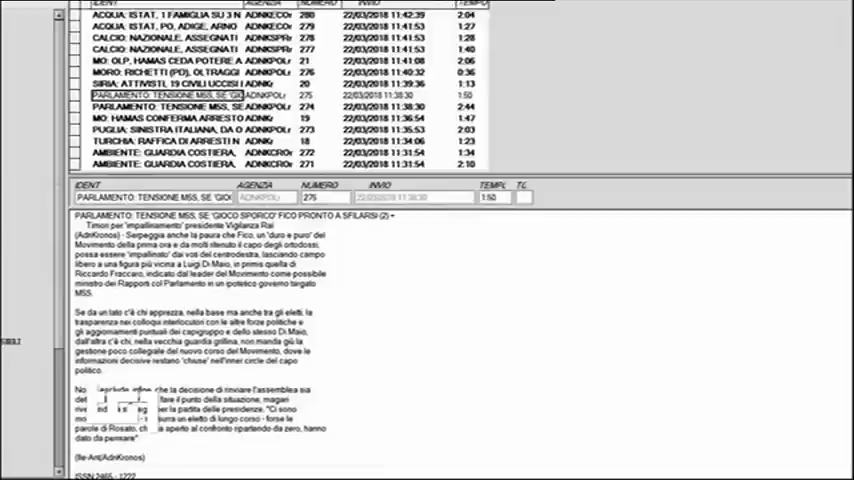 IDENT AGENZIA NUMERO INVIO TEMPO
ACQUA: ISTAT, 1 FAMIGLIA SU 3 N ADNKECOr 280 22/03/2018 11:42:39 2:04
ACQUA: ISTAT, PO, ADIGE, ARNO ADNKECOr 279 22/03/2018 11:41:53 1:27
CALCIO: NAZIONALE, ASSEGNATI ADNKSPRr 278 22/03/2018 11:41:53 1:28
CALCIO: NAZIONALE, ASSEGNATI ADNKSPRr 277 22/03/2018 11:41:53 1:40
MO: OLP, HAMAS CEDA POTERE A ADNKr 21 22/03/2018 11:41:08 2:06
MORO: RICHETTI (PD), OLTRAGGI ADNKPOLr 276 22/03/2018 11:40:32 0:36
SIRIA: ATTIVISTI, 19 CIVILI UCCISI I ADNKr 20 22/03/2018 11:39:36 1:13
PARLAMENTO: TENSIONE M5S, SE 'GIO ADNKPOLr 275 22/03/2018 11:38:30 1:50
PARLAMENTO: TENSIONE M5S, SE ADNKPOLr 274 22/03/2018 11:38:30 2:44
MO: HAMAS CONFERMA ARRESTO ADNKr 19 22/03/2018 11:36:54 1:47
PUGLIA: SINISTRA ITALIANA, DA O ADNKPOLr 273 22/03/2018 11:35:53 2:03
TURCHIA: RAFFICA DI ARRESTI N ADNKr 18 22/03/2018 11:34:06 1:23
AMBIENTE: GUARDIA COSTIERA, ADNKCROr 272 22/03/2018 11:31:54 1:34
AMBIENTE: GUARDIA COSTIERA, ADNKCROr 271 22/03/2018 11:31:54 2:10
IDENT AGENZIA NUMERO INVIO TEMPO
PARLAMENTO: TENSIONE M5S, SE 'GIO ADNKPOLr 275 22/03/2018 11:38:30 1:50
PARLAMENTO: TENSIONE M5S, SE 'GIOCO SPORCO' FICO PRONTO A SFILARSI (2) =
Timori per 'impallinamento' presidente Vigilanza Rai
(AdnKronos) - Serpeggia anche la paura che Fico, un 'duro e puro' del
Movimento della prima ora e da molti ritenuto il capo degli ortodossi,
possa essere 'impallinato' dai voti del centrodestra, lasciando campo
libero a una figura più vicina a Luigi Di Maio, in primis quella di
Riccardo Fraccaro, indicato dal leader del Movimento come possibile
ministro dei Rapporti col Parlamento in un ipotetico governo targato
M5S.
Se da un lato c'è chi apprezza, nella base ma anche tra gli eletti, la
trasparenza nei colloqui interlocutori con le altre forze politiche e
gli aggiornamenti puntuali dei capigruppo e dello stesso Di Maio,
dall'altra c'è chi, nella vecchia guardia grillina, non manda giù la
gestione poco collegiale del nuovo corso del Movimento, dove le
informazioni decisive restano 'chiuse' nell'inner circle del capo
politico.
che la decisione di rinviare l'assemblea sia
fare il punto della situazione, magari
per la partita delle presidenze. "Ci sono
un eletto di lungo corso - forse le
parole di Rosato, aperto al confronto ripartendo da zero, hanno
dato da pensare"
(Ile-Ant/AdnKronos)
ISSN 2465 - 1222